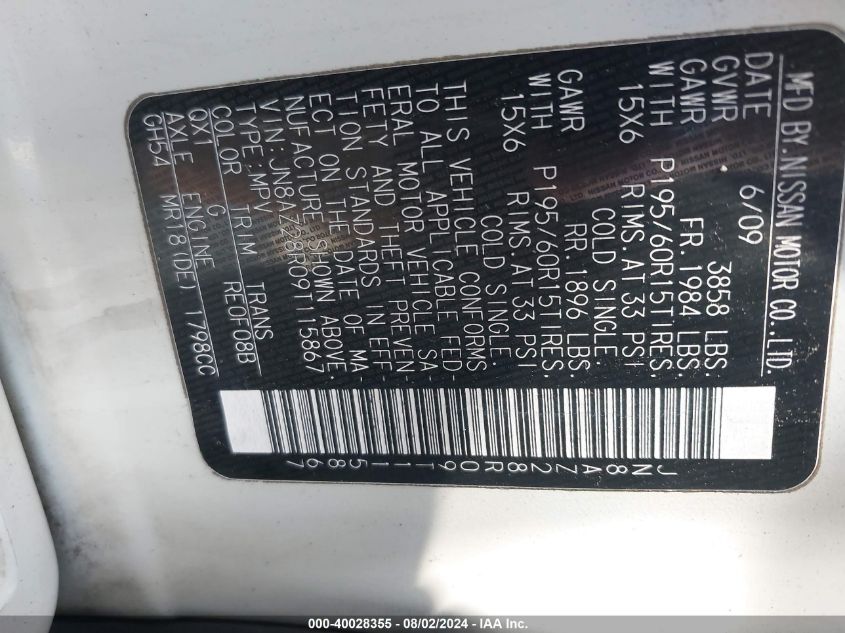 MFD BY.NISSAN MOTOR CO.,LTD.
DATE 6/09
GVWR 3858 LBS.
GAWR FR. 1984 LBS.
WITH P195/60R15TIRES.
15X6 RIMS.AT 33 PSI
COLD SINGLE.
GAWR RR. 1896 LBS.
WITH P195/60R15TIRES.
15X6 RIMS.AT 33 PSI
COLD SINGLE.
THIS VEHICLE CONFORMS
TO ALL APPLICABLE FED-
ERAL MOTOR VEHICLE SA-
FETY AND THEFT PREVEN-
TION STANDARDS IN EFF-
ECT ON THE DATE OF MA-
NUFACTURE SHOWN ABOVE.
VIN:JN8AZ28R09T115867
TYPE:MPV
COLOR TRIM TRANS
QX1 G RE0F08B
AXLE ENGINE
GH54 MR18(DE) 1798CC
JN8AZ28R09T115867
000-40028355 - 08/02/2024 - IAA Inc.